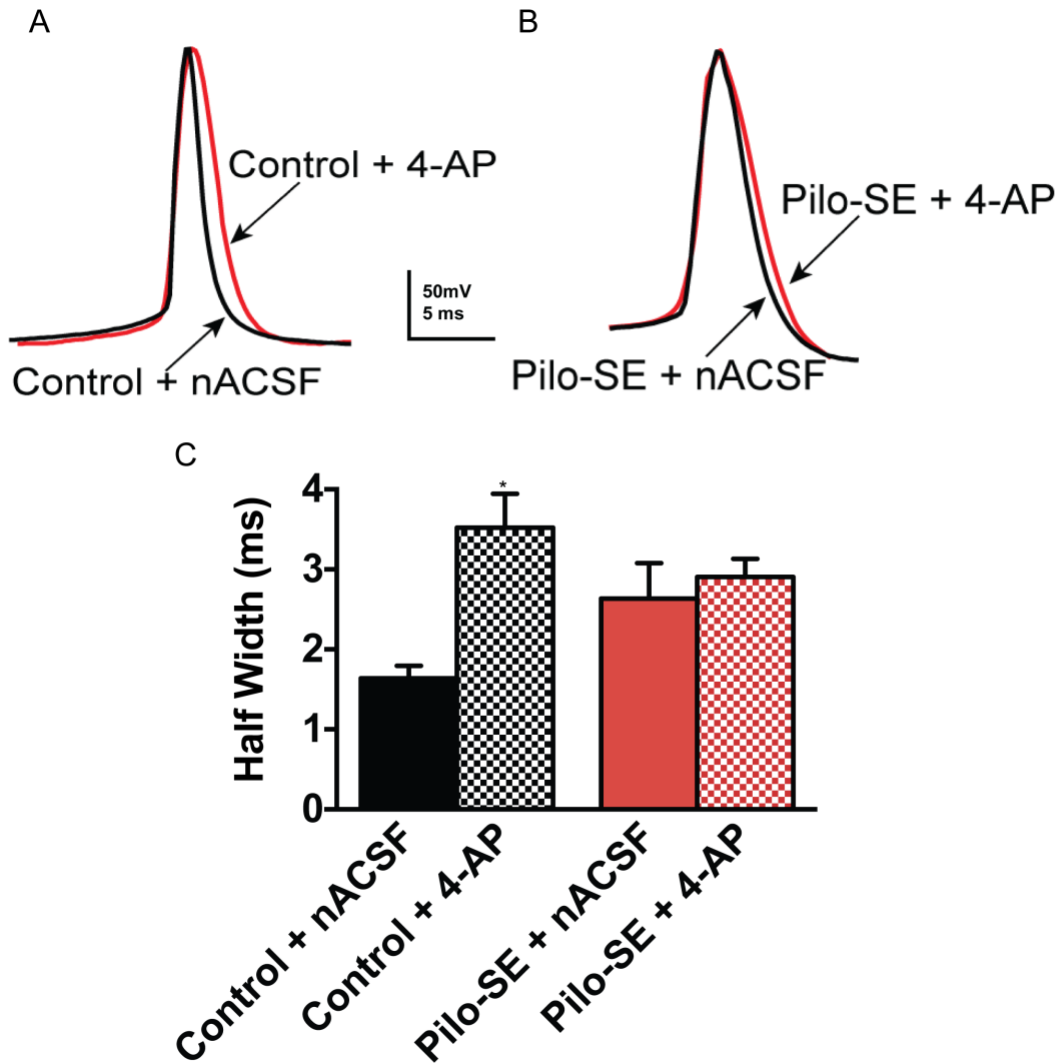 A
B
Control + 4-AP
Pilo-SE + 4-AP
50mV
5 ms
Control + nACSF
Pilo-SE + nACSF
C
*
4
3
2
1
0
Half Width (ms)
Control + nACSF
Control + 4-AP
Pilo-SE + nACSF
Pilo-SE + 4-AP